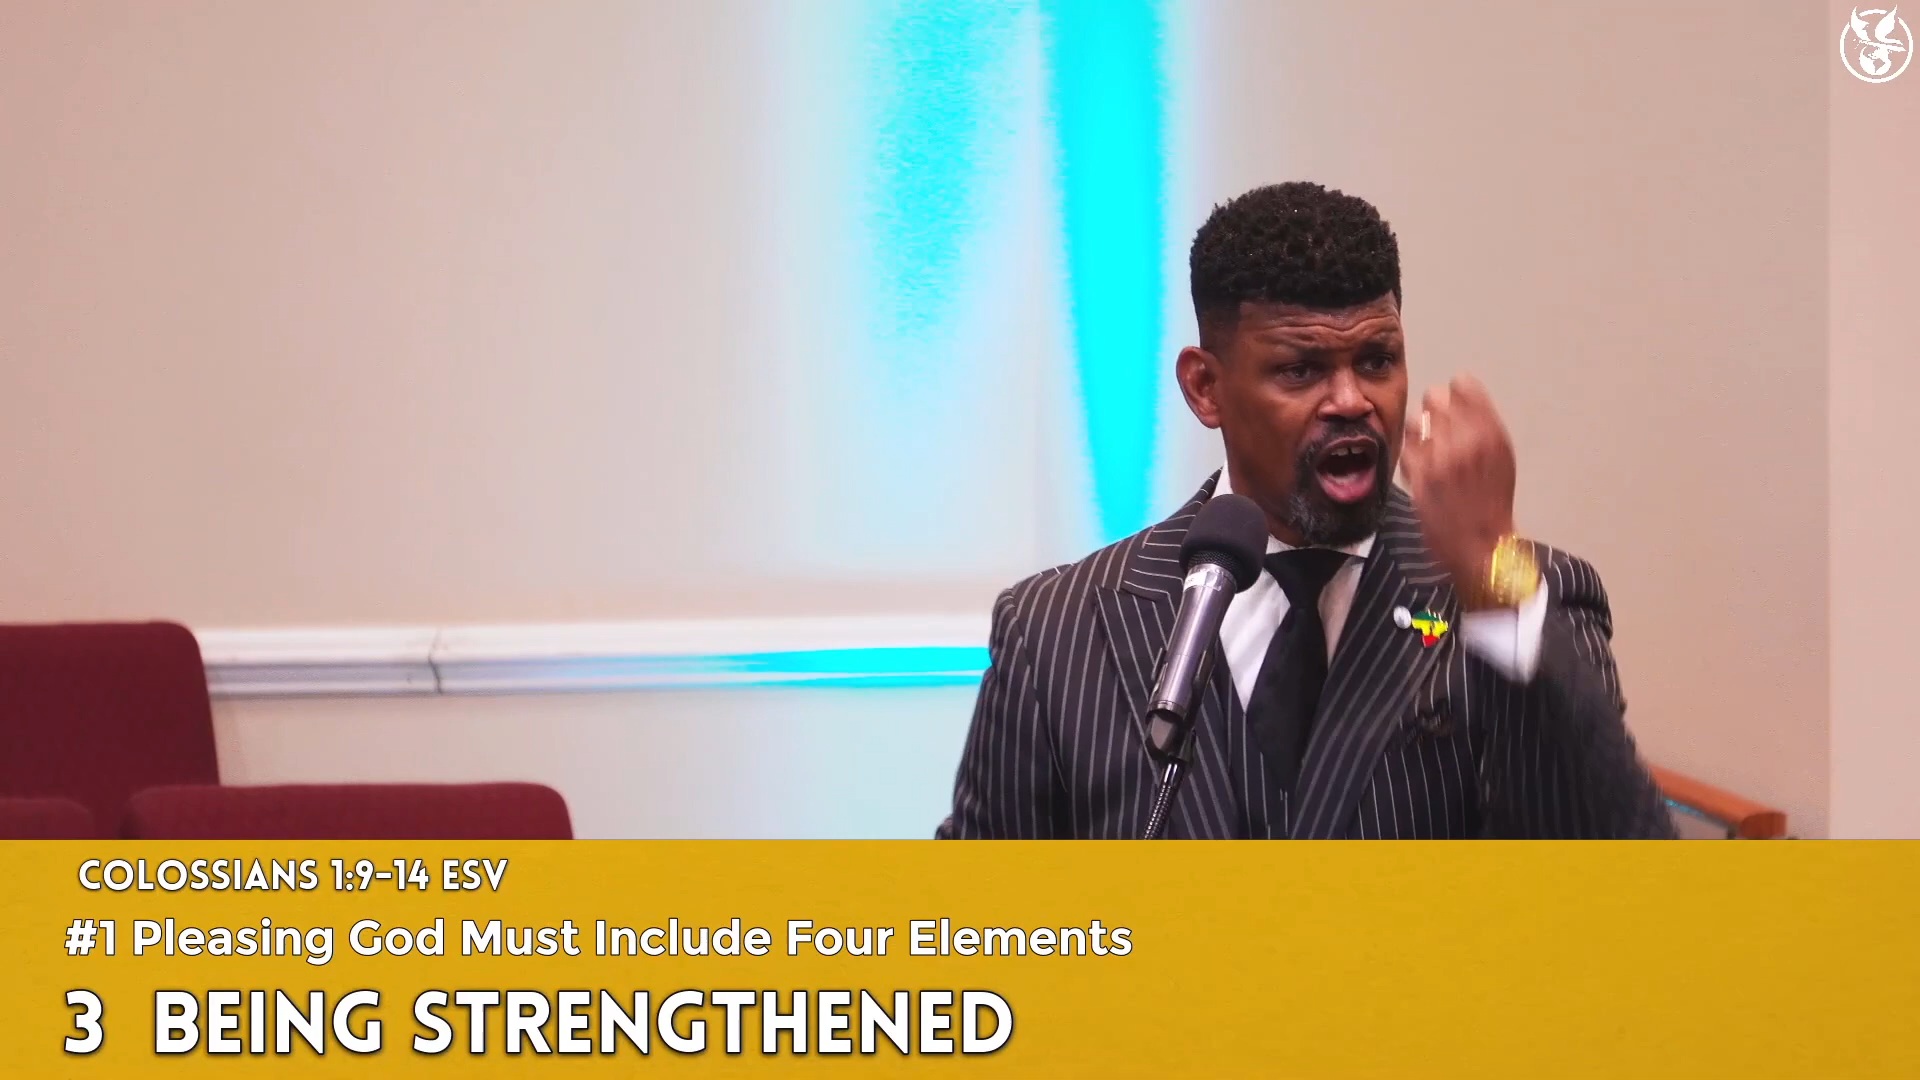 COLOSSIANS 1:9-14 ESV
#1 Pleasing God Must Include Four Elements
3 BEING STRENGTHENED